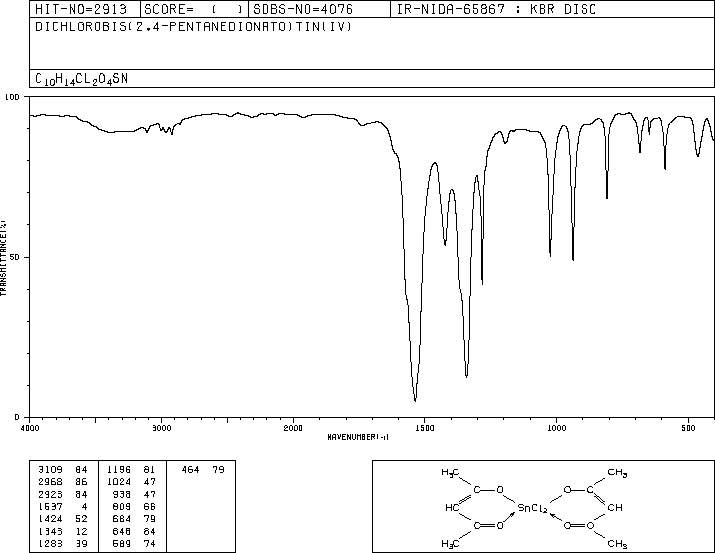 HIT-NO=2913 SCORE= ( ) SDBS-NO=4076 IR-NIDA-65867 : KBR DISC
DICHLOROBIS(2,4-PENTANEDIONATO)TIN(IV)
C10H14CL2O4SN
100
50
0
TRANSMITTANCE(%)
4000 3000 2000 1500 1000 500
WAVENUMBER(-1)
3109 84 1196 81 464 79
2968 86 1024 47
2923 84 938 47
1537 4 809 66
1424 52 684 79
1343 12 648 84
1283 39 589 74
H3C CH3
C O O C
HC SnCl2 CH
C O O O
H3C CH3